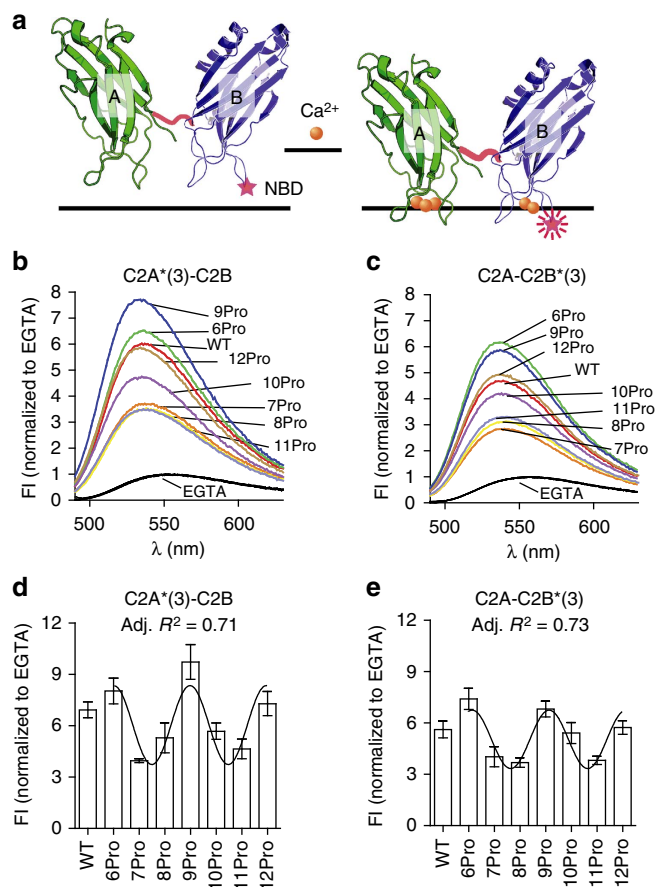 a
A
B
NBD
Ca2+
A
B
b
C2A*(3)-C2B
FI (normalized to EGTA)
8
7
6
5
4
3
2
1
0
9Pro
6Pro
WT
12Pro
10Pro
7Pro
8Pro
11Pro
EGTA
500
550
600
λ (nm)
c
C2A-C2B*(3)
FI (normalized to EGTA)
8
7
6
5
4
3
2
1
0
6Pro
9Pro
12Pro
WT
10Pro
11Pro
8Pro
7Pro
EGTA
500
550
600
λ (nm)
d
C2A*(3)-C2B
Adj. R2 = 0.71
FI (normalized to EGTA)
12
9
6
3
0
WT
6Pro
7Pro
8Pro
9Pro
10Pro
11Pro
12Pro
e
C2A-C2B*(3)
Adj. R2 = 0.73
FI (normalized to EGTA)
12
9
6
3
0
WT
6Pro
7Pro
8Pro
9Pro
10Pro
11Pro
12Pro